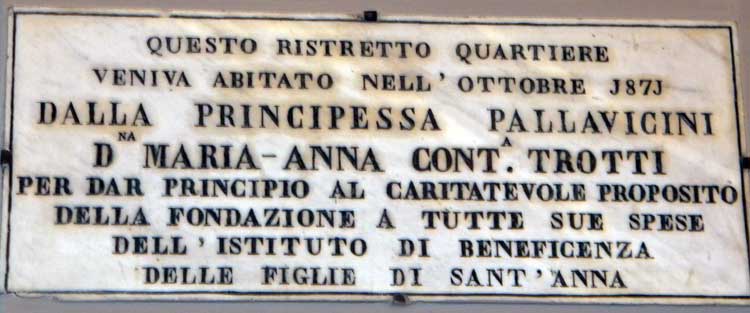 QUESTO RISTRETTO QUARTIERE
VENIVA ABITATO NELL'OTTOBRE J87J
DALLA PRINCIPESSA PALLAVICINI
D.NA MARIA-ANNA CONT.A TROTTI
PER DAR PRINCIPIO AL CARITATEVOLE PROPOSITO
DELLA FONDAZIONE A TUTTE SUE SPESE
DELL'ISTITUTO DI BENEFICENZA
DELLE FIGLIE DI SANT'ANNA